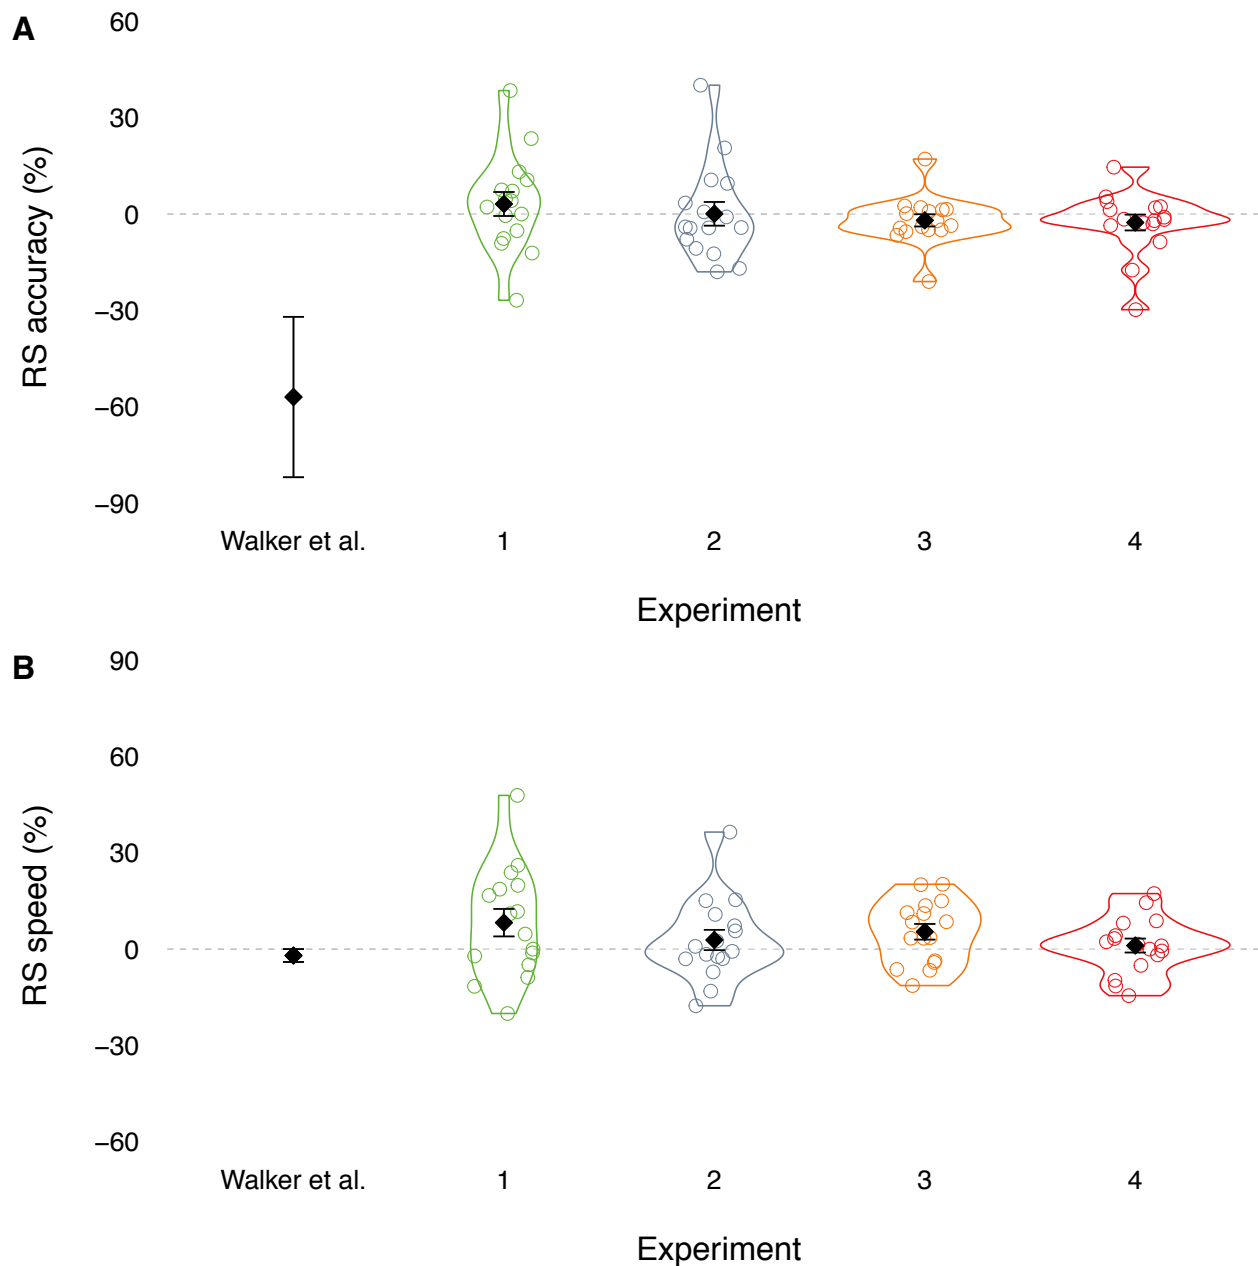 A
60
30
0
−30
−60
−90
RS accuracy (%)
Walker et al. 1 2 3 4
Experiment
B
90
60
30
0
−30
−60
RS speed (%)
Walker et al. 1 2 3 4
Experiment